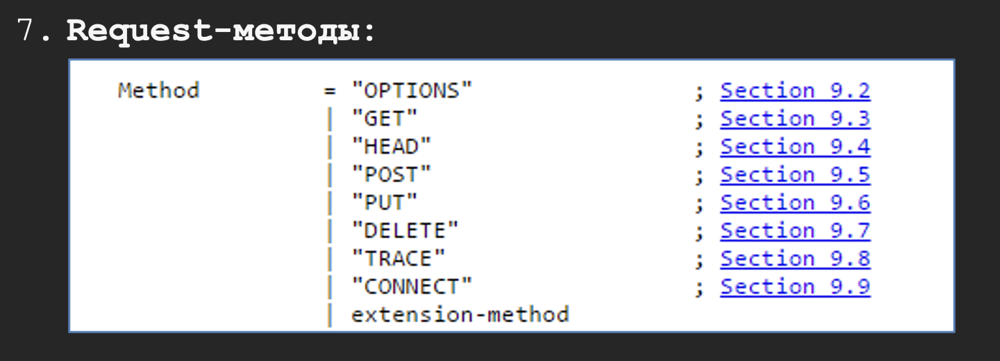 7. Request-методы:
Method = "OPTIONS" ; Section 9.2
| "GET" ; Section 9.3
| "HEAD" ; Section 9.4
| "POST" ; Section 9.5
| "PUT" ; Section 9.6
| "DELETE" ; Section 9.7
| "TRACE" ; Section 9.8
| "CONNECT" ; Section 9.9
| extension-method